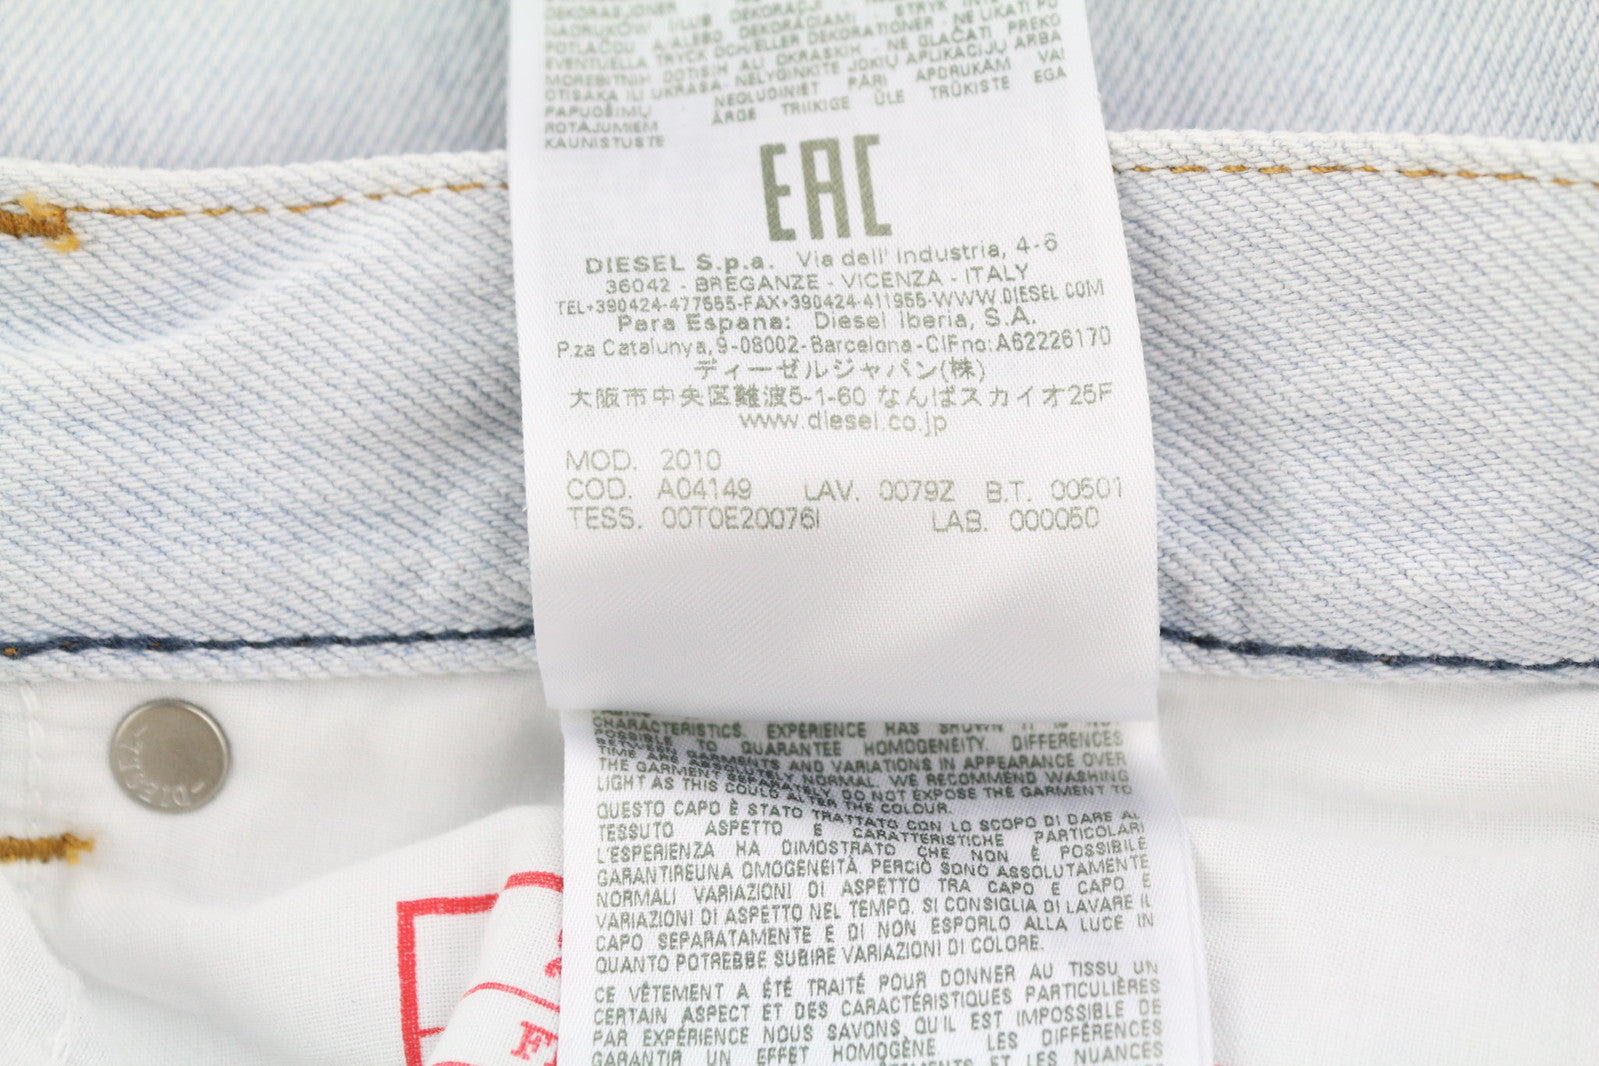 DEKORASJONER
NADRUKÓW I/LUB DEKORACJI
POTLAČOU A/ALEBO DEKORÁCIAMI STRYK INTE
EVENTUELLA TRYCK OCH/ELLER DEKORATIONER - NE LIKATI PO
MOREBITNIH DOTISIH ALI OKRASKIH - NE GLAČATI PREKO
OTISAKA ILI UKRASA - NELYGINKITE JOKIŲ APLIKACIJŲ ARBA
PAPUOŠIMŲ NEGLUDINIET PĀRI APDRUKĀM VAI
ROTĀJUMIEM ÄRGE TRIIKIGE ÜLE TRÜKISTE EGA
KAUNISTUSTE
EAC
DIESEL S.p.a. Via dell' Industria, 4-6
36042 - BREGANZE - VICENZA - ITALY
TEL+390424-477555-FAX+390424-411955-WWW.DIESEL.COM
Para Espana: Diesel Iberia, S.A.
P.za Catalunya,9-08002-Barcelona-CIFno:A62226170
ディーゼルジャパン(株)
大阪市中央区難波5-1-60 なんばスカイオ25F
www.diesel.co.jp
MOD. 2010
COD. A04149 LAV. 0079Z B.T. 00501
TESS. 00T0E20076I LAB. 000050
CHARACTERISTICS. EXPERIENCE HAS SHOWN IT IS NOT
POSSIBLE TO GUARANTEE HOMOGENEITY. DIFFERENCES
BETWEEN GARMENTS AND VARIATIONS IN APPEARANCE OVER
TIME ARE ABSOLUTELY NORMAL. WE RECOMMEND WASHING
THE GARMENT SEPARATELY. DO NOT EXPOSE THE GARMENT TO
LIGHT AS THIS COULD ALTER THE COLOUR.
QUESTO CAPO È STATO TRATTATO CON LO SCOPO DI DARE AL
TESSUTO ASPETTO E CARATTERISTICHE PARTICOLARI
L'ESPERIENZA HA DIMOSTRATO CHE NON È POSSIBILE
GARANTIREUNA OMOGENEITÀ. PERCIÒ SONO ASSOLUTAMENTE
NORMALI VARIAZIONI DI ASPETTO TRA CAPO E CAPO E
VARIAZIONI DI ASPETTO NEL TEMPO. SI CONSIGLIA DI LAVARE IL
CAPO SEPARATAMENTE E DI NON ESPORLO ALLA LUCE IN
QUANTO POTREBBE SUBIRE VARIAZIONI DI COLORE.
CE VÊTEMENT A ÉTÉ TRAITÉ POUR DONNER AU TISSU UN
CERTAIN ASPECT ET DES CARACTÉRISTIQUES PARTICULIÈRES
PAR EXPÉRIENCE NOUS SAVONS QU'IL EST IMPOSSIBLE DE
GARANTIR UN EFFET HOMOGÈNE LES DIFFÉRENCES
ET LES NUANCES
DIESEL